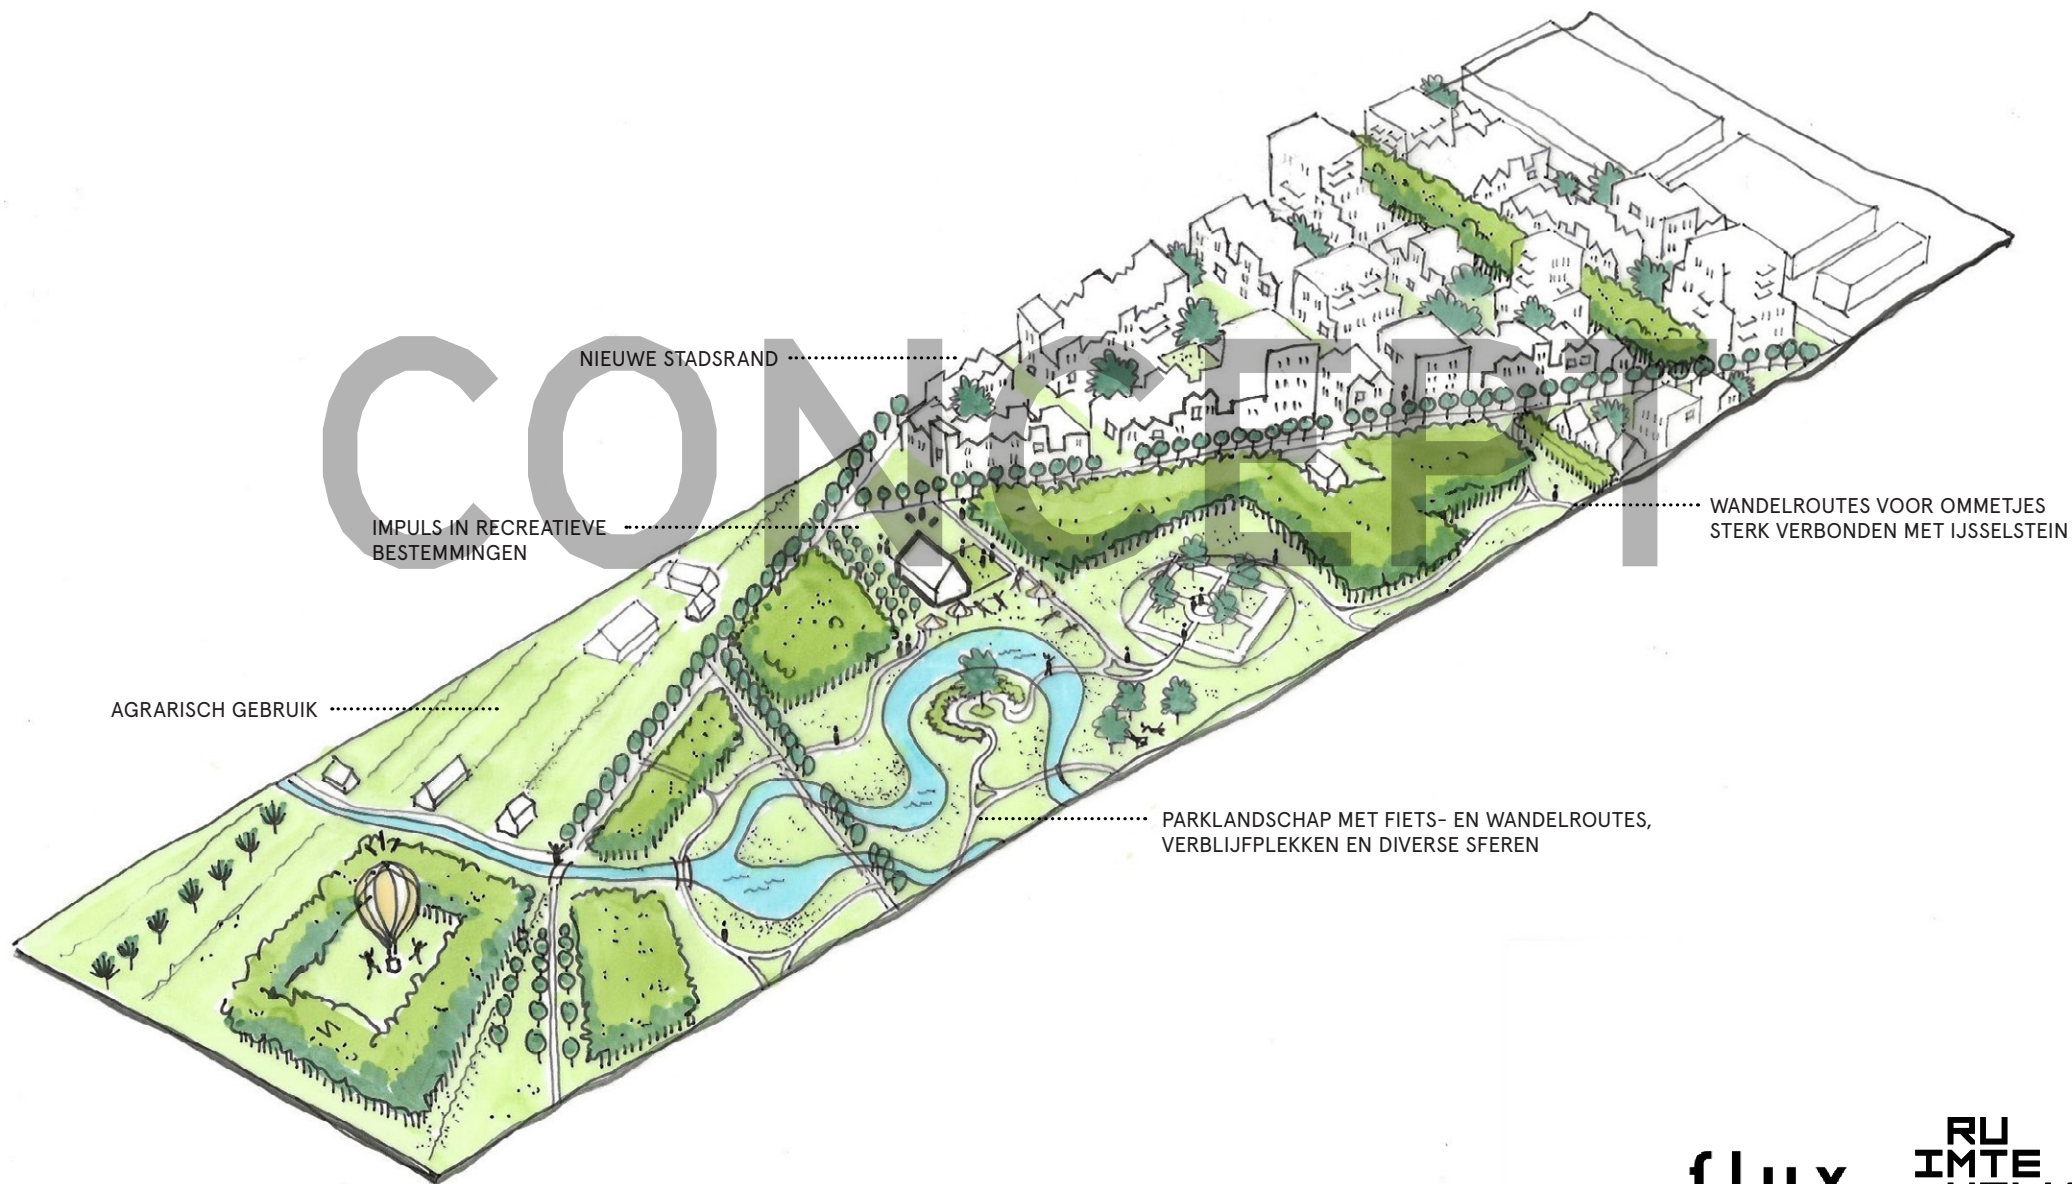 CONCEPT
NIEUWE STADSRAND
IMPULS IN RECREATIEVE
BESTEMMINGEN
WANDELROUTES VOOR OMMETJES
STERK VERBONDEN MET IJSSELSTEIN
AGRARISCH GEBRUIK
PARKLANDSCHAP MET FIETS- EN WANDELROUTES,
VERBLIJFPLEKKEN EN DIVERSE SFEREN
flux
RU
IMTE